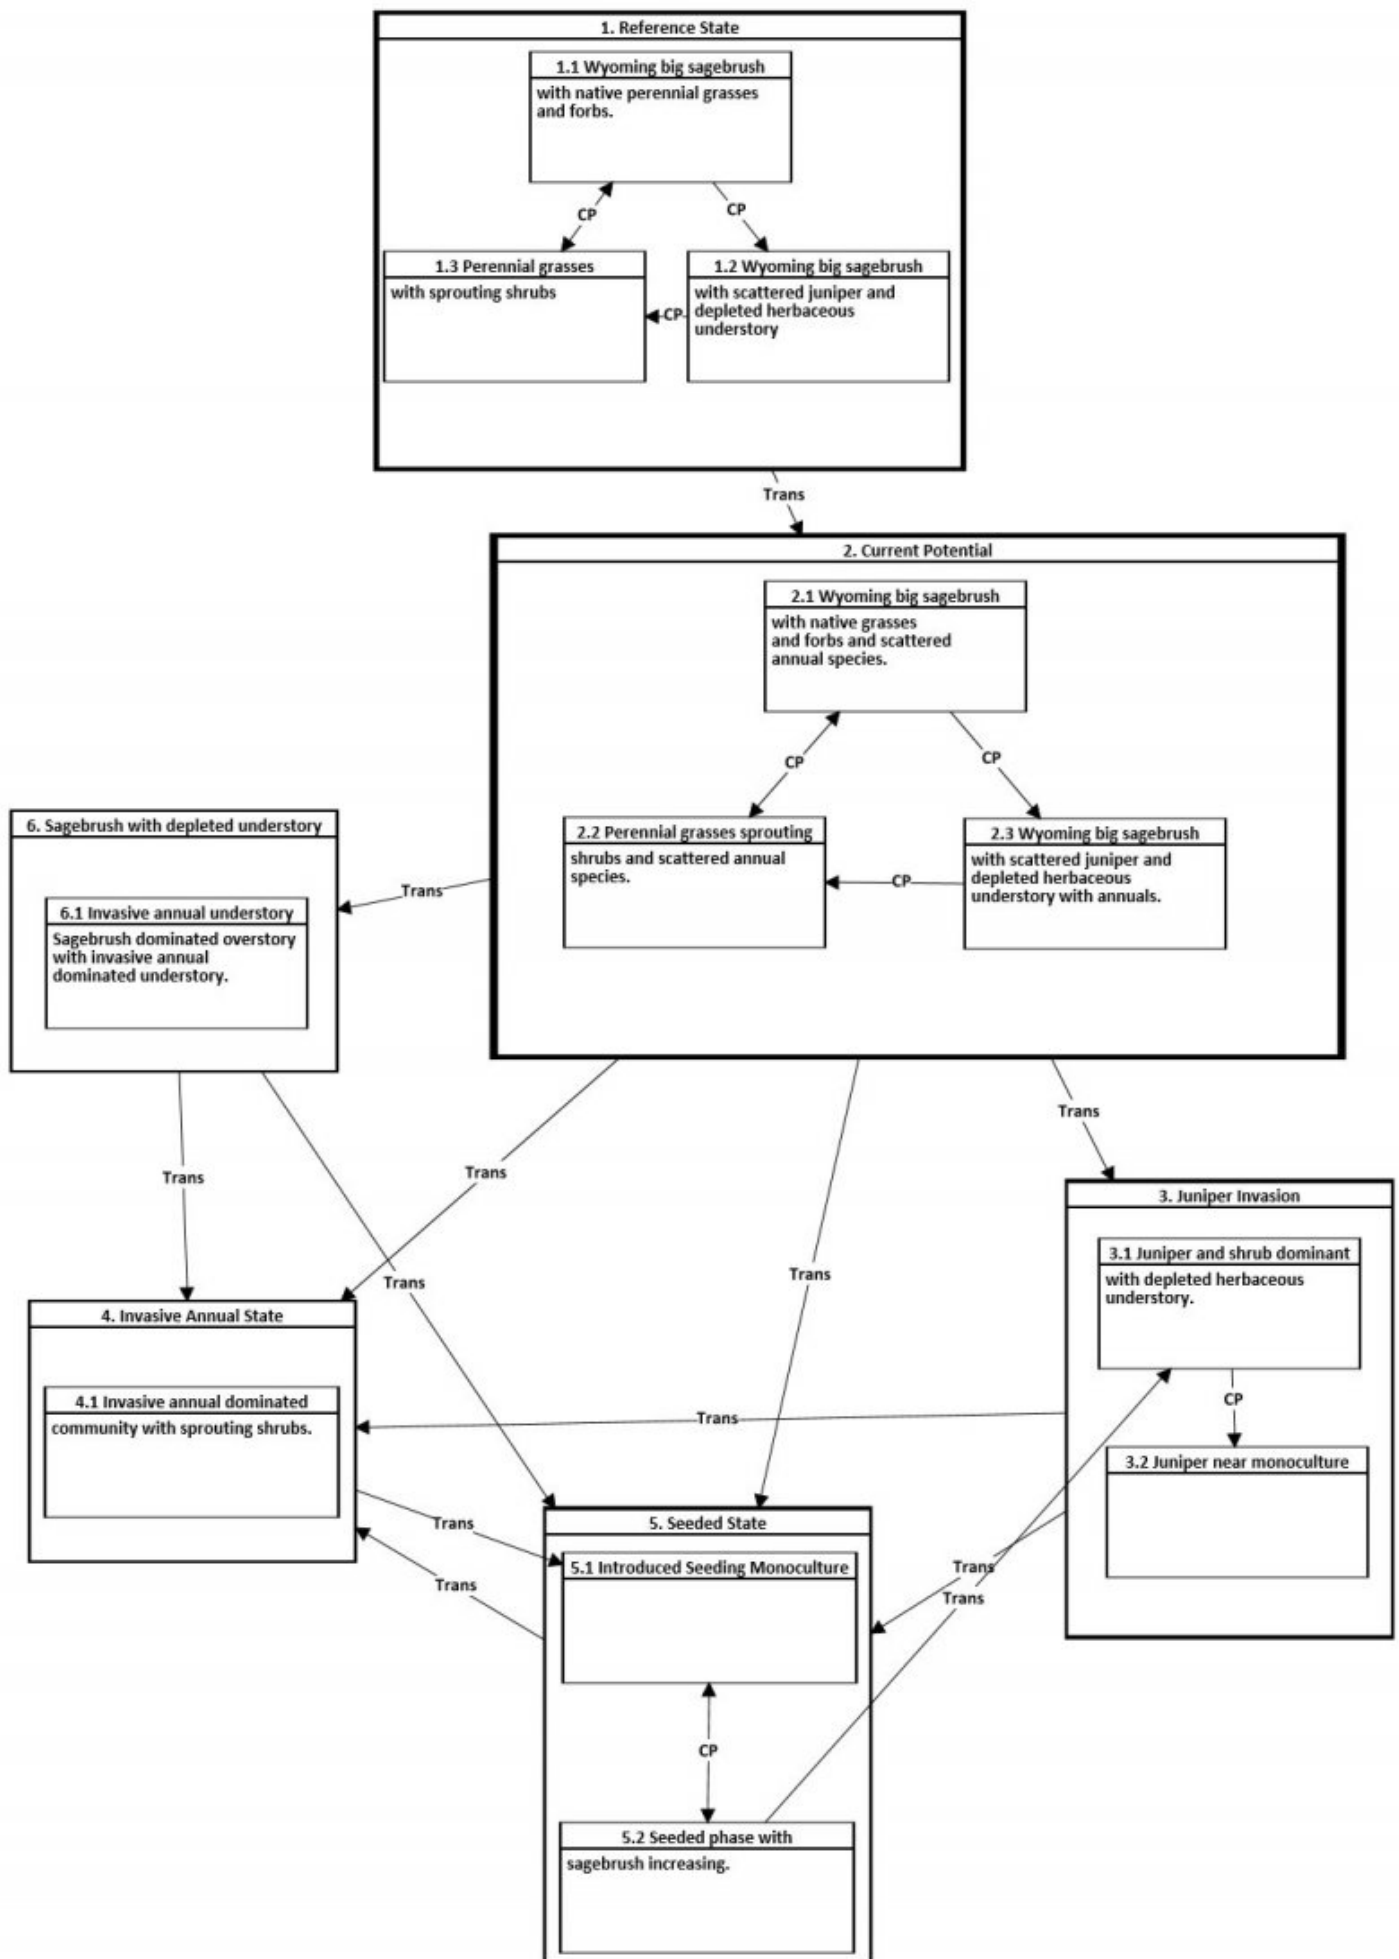 1. Reference State
1.1 Wyoming big sagebrush
with native perennial grasses
and forbs.
CP
CP
1.3 Perennial grasses
with sprouting shrubs
CP
1.2 Wyoming big sagebrush
with scattered juniper and
depleted herbaceous
understory
Trans
2. Current Potential
2.1 Wyoming big sagebrush
with native grasses
and forbs and scattered
annual species.
CP
CP
2.2 Perennial grasses sprouting
shrubs and scattered annual
species.
CP
2.3 Wyoming big sagebrush
with scattered juniper and
depleted herbaceous
understory with annuals.
6. Sagebrush with depleted understory
6.1 Invasive annual understory
Sagebrush dominated overstory
with invasive annual
dominated understory.
Trans
Trans
Trans
Trans
Trans
Trans
3. Juniper Invasion
3.1 Juniper and shrub dominant
with depleted herbaceous
understory.
CP
3.2 Juniper near monoculture
4. Invasive Annual State
4.1 Invasive annual dominated
community with sprouting shrubs.
Trans
Trans
Trans
5. Seeded State
5.1 Introduced Seeding Monoculture
Trans
Trans
CP
5.2 Seeded phase with
sagebrush increasing.